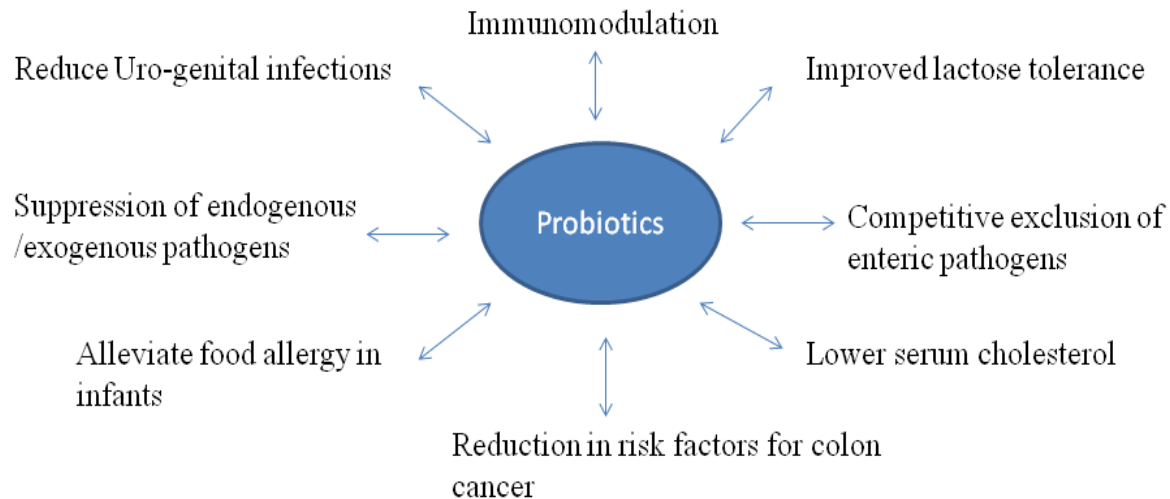 Immunomodulation
Reduce Uro-genital infections
Improved lactose tolerance
Suppression of endogenous
/exogenous pathogens
Probiotics
Competitive exclusion of
enteric pathogens
Alleviate food allergy in
infants
Lower serum cholesterol
Reduction in risk factors for colon
cancer